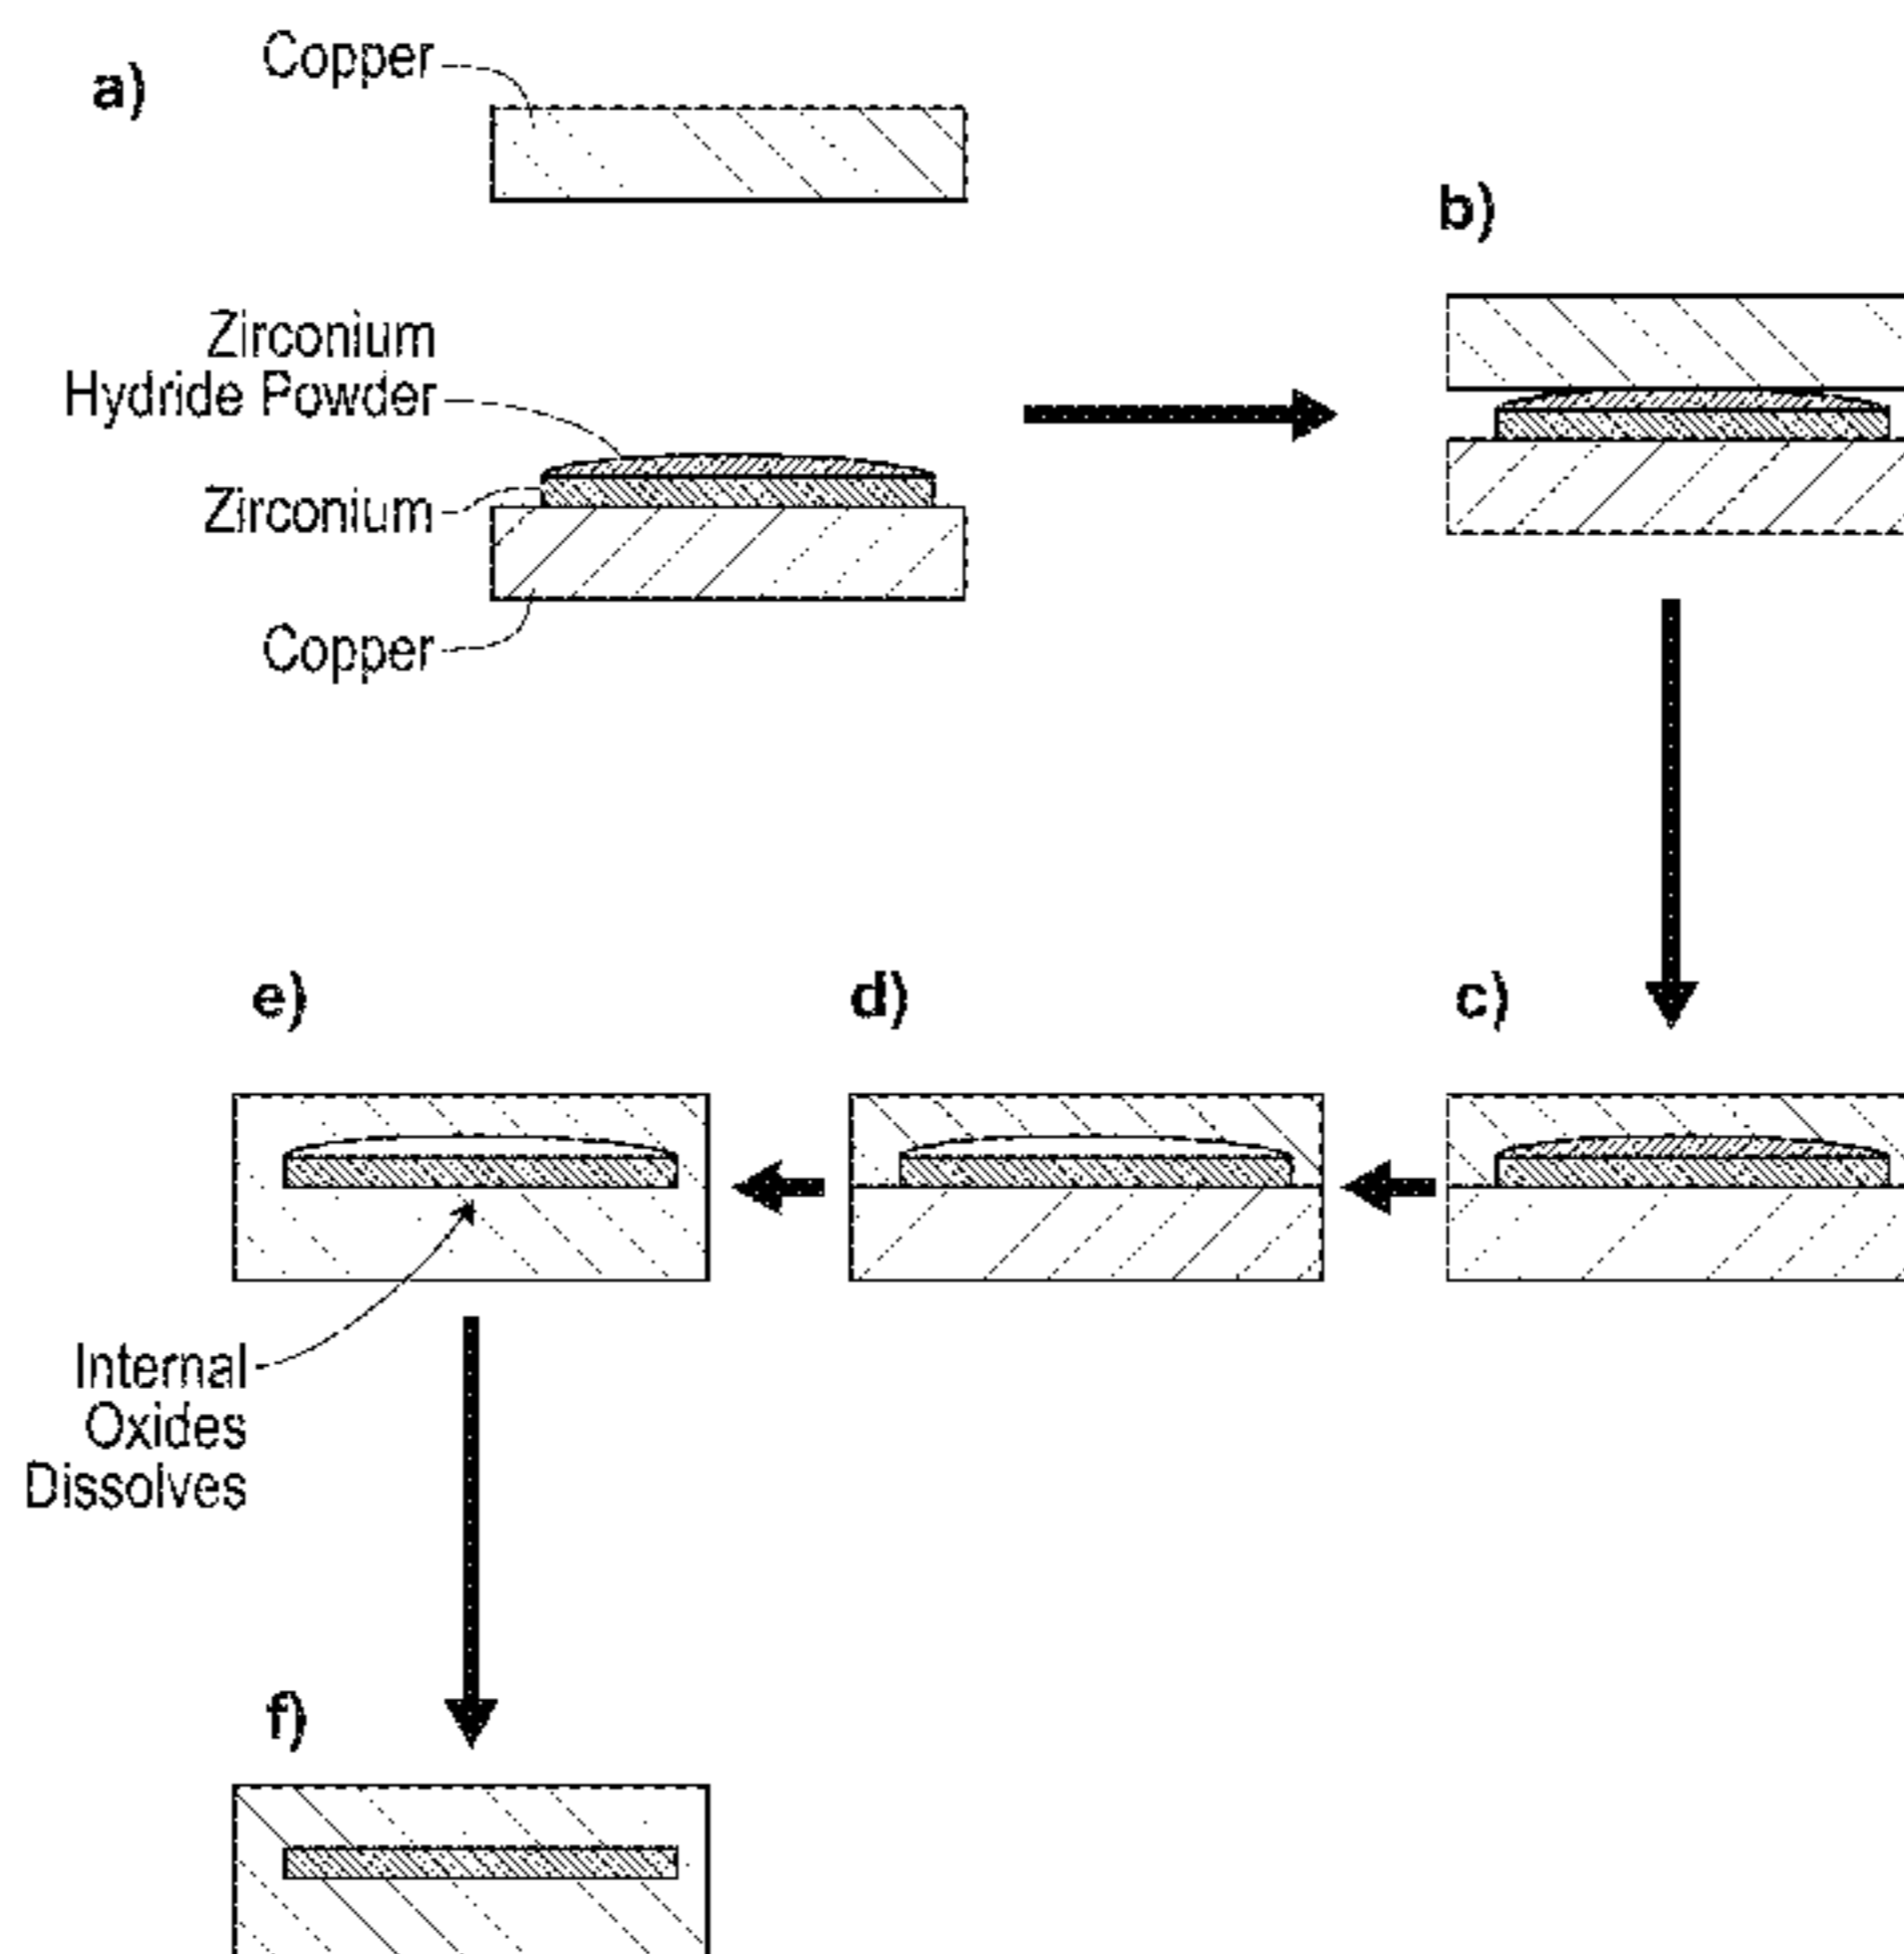 a)
Copper
Zirconium
Hydride Powder
Zirconium
Copper
b)
c)
d)
e)
Internal
Oxides
Dissolves
f)